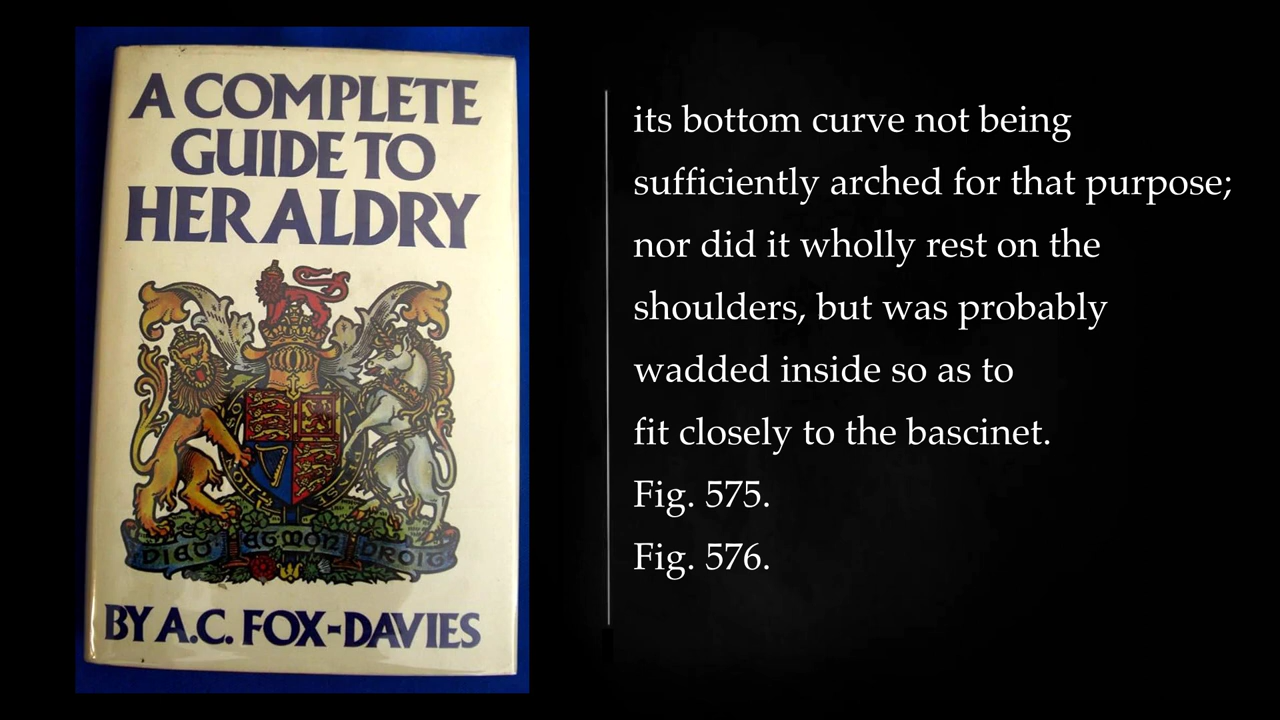 A COMPLETE
GUIDE TO
HERALDRY
DIEU ET MON DROIT
BY A.C. FOX-DAVIES
its bottom curve not being
sufficiently arched for that purpose;
nor did it wholly rest on the
shoulders, but was probably
wadded inside so as to
fit closely to the bascinet.
Fig. 575.
Fig. 576.